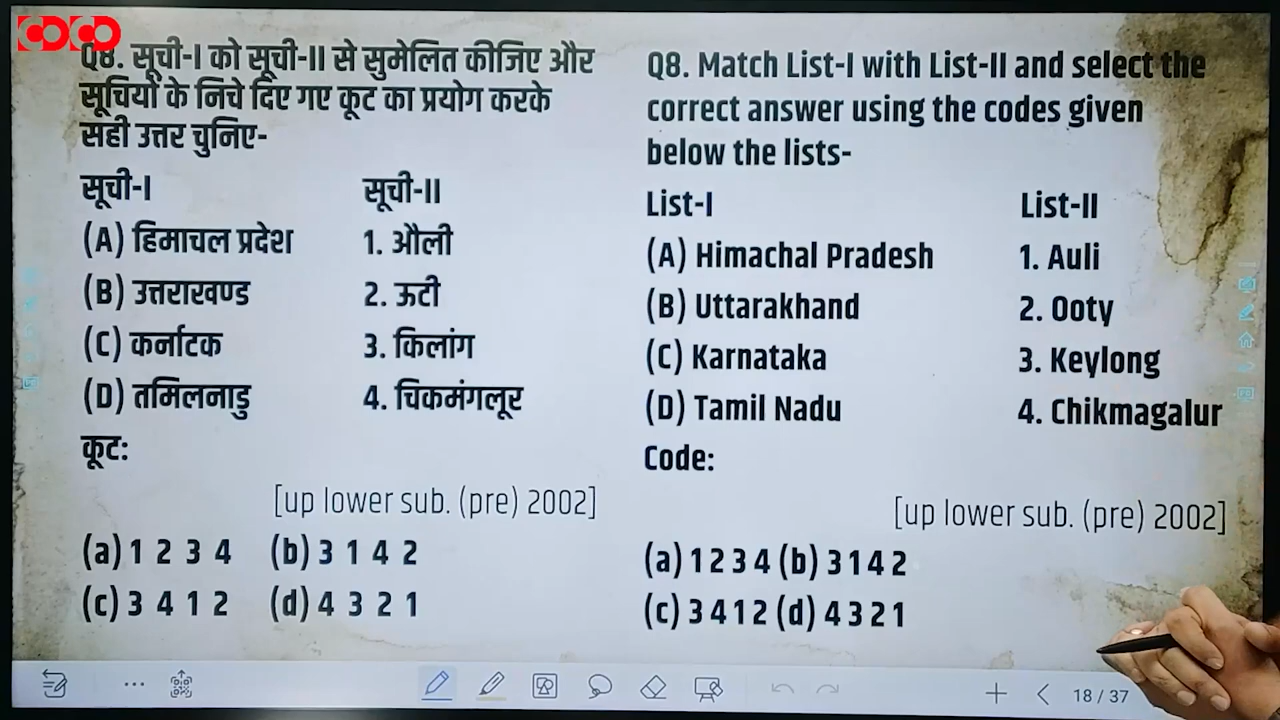 COCO
Q8. सूची-I को सूची-II से सुमेलित कीजिए और
सूचियों के निचे दिए गए कूट का प्रयोग करके
सही उत्तर चुनिए-
सूची-I सूची-II
(A) हिमाचल प्रदेश 1. औली
(B) उत्तराखण्ड 2. ऊटी
(C) कर्नाटक 3. किलांग
(D) तमिलनाडु 4. चिकमंगलूर
कूट:
[up lower sub. (pre) 2002]
(a) 1 2 3 4 (b) 3 1 4 2
(c) 3 4 1 2 (d) 4 3 2 1
Q8. Match List-I with List-II and select the
correct answer using the codes given
below the lists-
List-I List-II
(A) Himachal Pradesh 1. Auli
(B) Uttarakhand 2. Ooty
(C) Karnataka 3. Keylong
(D) Tamil Nadu 4. Chikmagalur
Code:
[up lower sub. (pre) 2002]
(a) 1 2 3 4 (b) 3 1 4 2
(c) 3 4 1 2 (d) 4 3 2 1
18 / 37